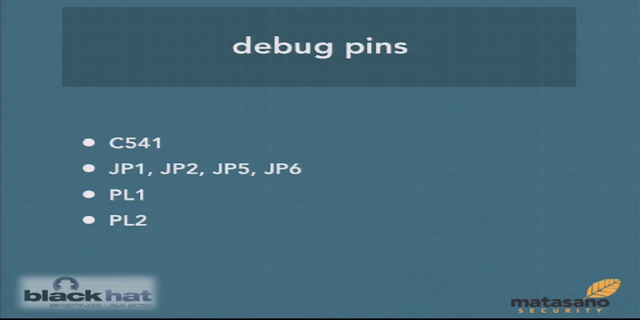 debug pins
C541
JP1, JP2, JP5, JP6
PL1
PL2
black hat
matasano
SECURITY